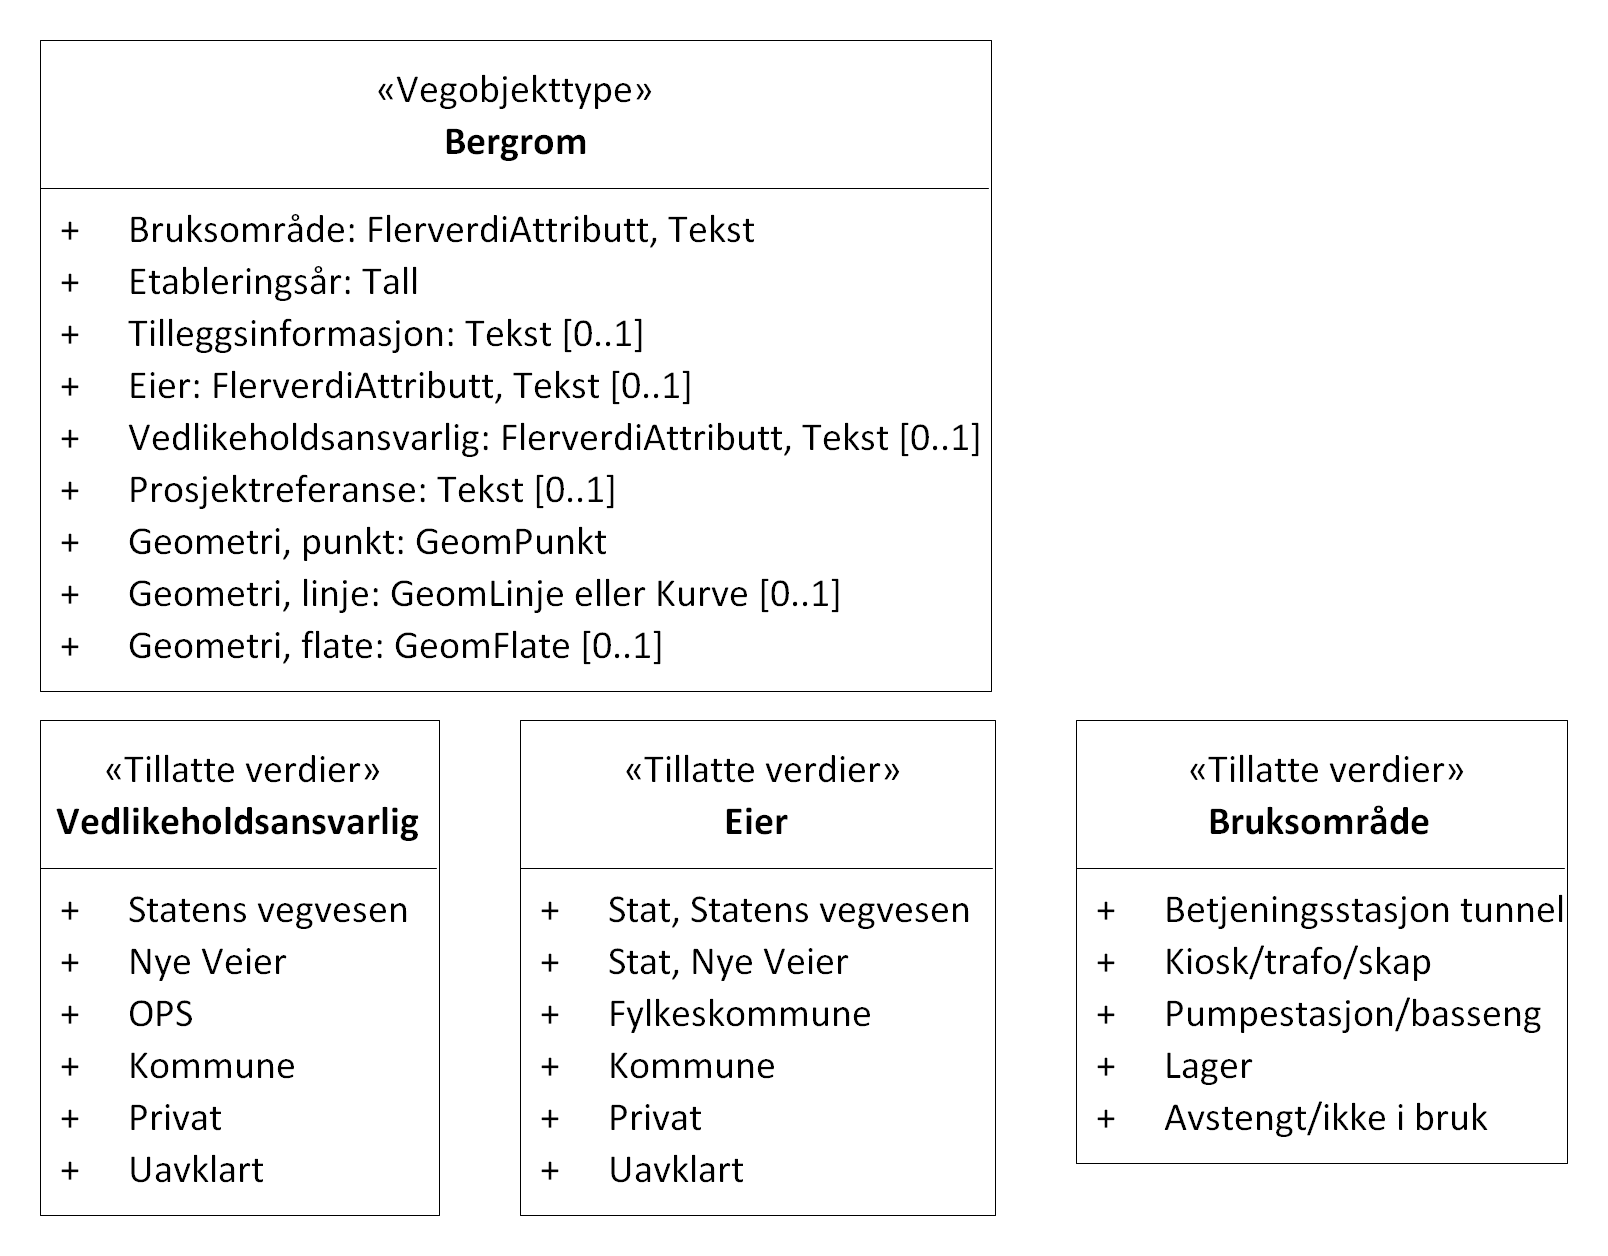 «Vegobjekttype»
Bergrom
+ Bruksområde: FlerverdiAttributt, Tekst
+ Etableringsår: Tall
+ Tilleggsinformasjon: Tekst [0..1]
+ Eier: FlerverdiAttributt, Tekst [0..1]
+ Vedlikeholdsansvarlig: FlerverdiAttributt, Tekst [0..1]
+ Prosjektreferanse: Tekst [0..1]
+ Geometri, punkt: GeomPunkt
+ Geometri, linje: GeomLinje eller Kurve [0..1]
+ Geometri, flate: GeomFlate [0..1]
«Tillatte verdier»
Vedlikeholdsansvarlig
+ Statens vegvesen
+ Nye Veier
+ OPS
+ Kommune
+ Privat
+ Uavklart
«Tillatte verdier»
Eier
+ Stat, Statens vegvesen
+ Stat, Nye Veier
+ Fylkeskommune
+ Kommune
+ Privat
+ Uavklart
«Tillatte verdier»
Bruksområde
+ Betjeningsstasjon tunnel
+ Kiosk/trafo/skap
+ Pumpestasjon/basseng
+ Lager
+ Avstengt/ikke i bruk